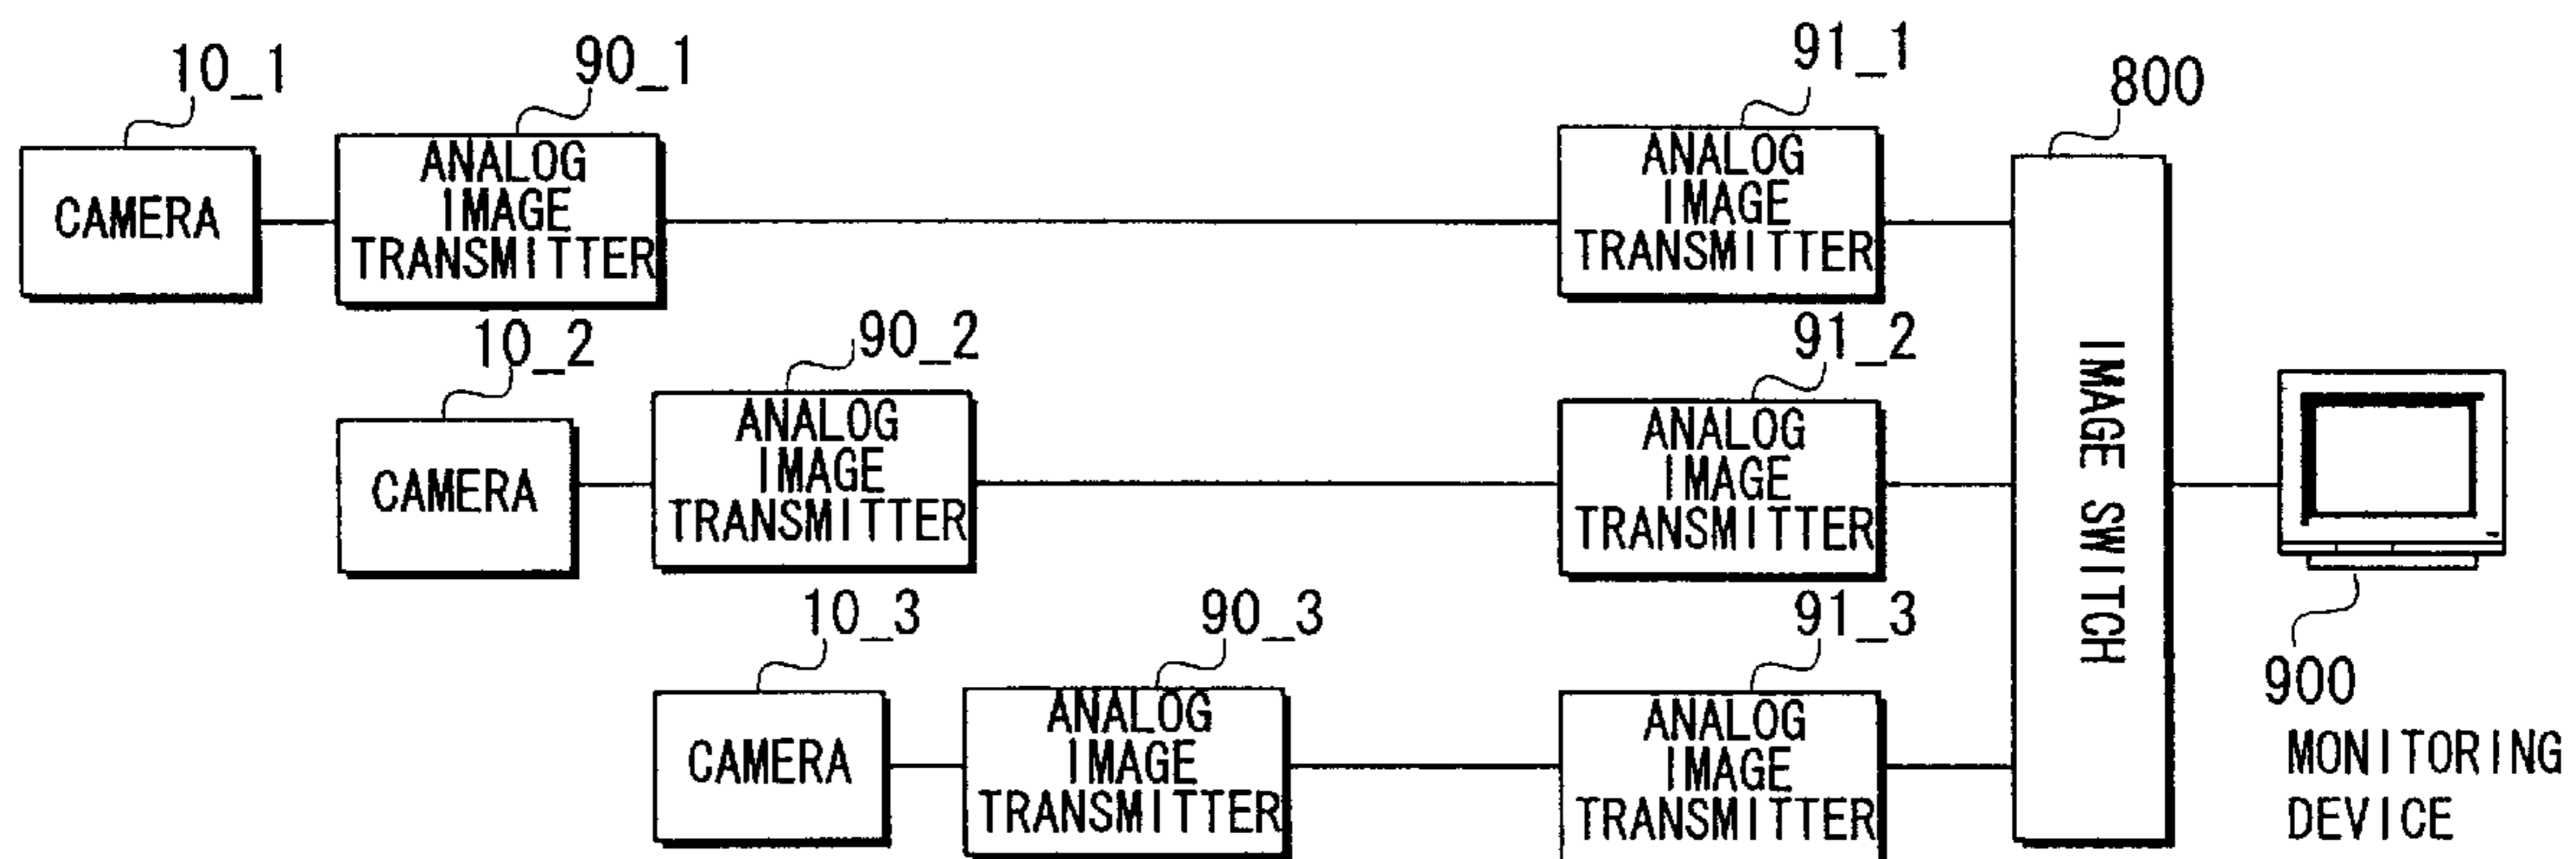 10_1
90_1
91_1
800
CAMERA
ANALOG
IMAGE
TRANSMITTER
ANALOG
IMAGE
TRANSMITTER
10_2
90_2
91_2
CAMERA
ANALOG
IMAGE
TRANSMITTER
ANALOG
IMAGE
TRANSMITTER
IMAGE SWITCH
10_3
90_3
91_3
CAMERA
ANALOG
IMAGE
TRANSMITTER
ANALOG
IMAGE
TRANSMITTER
900
MONITORING
DEVICE